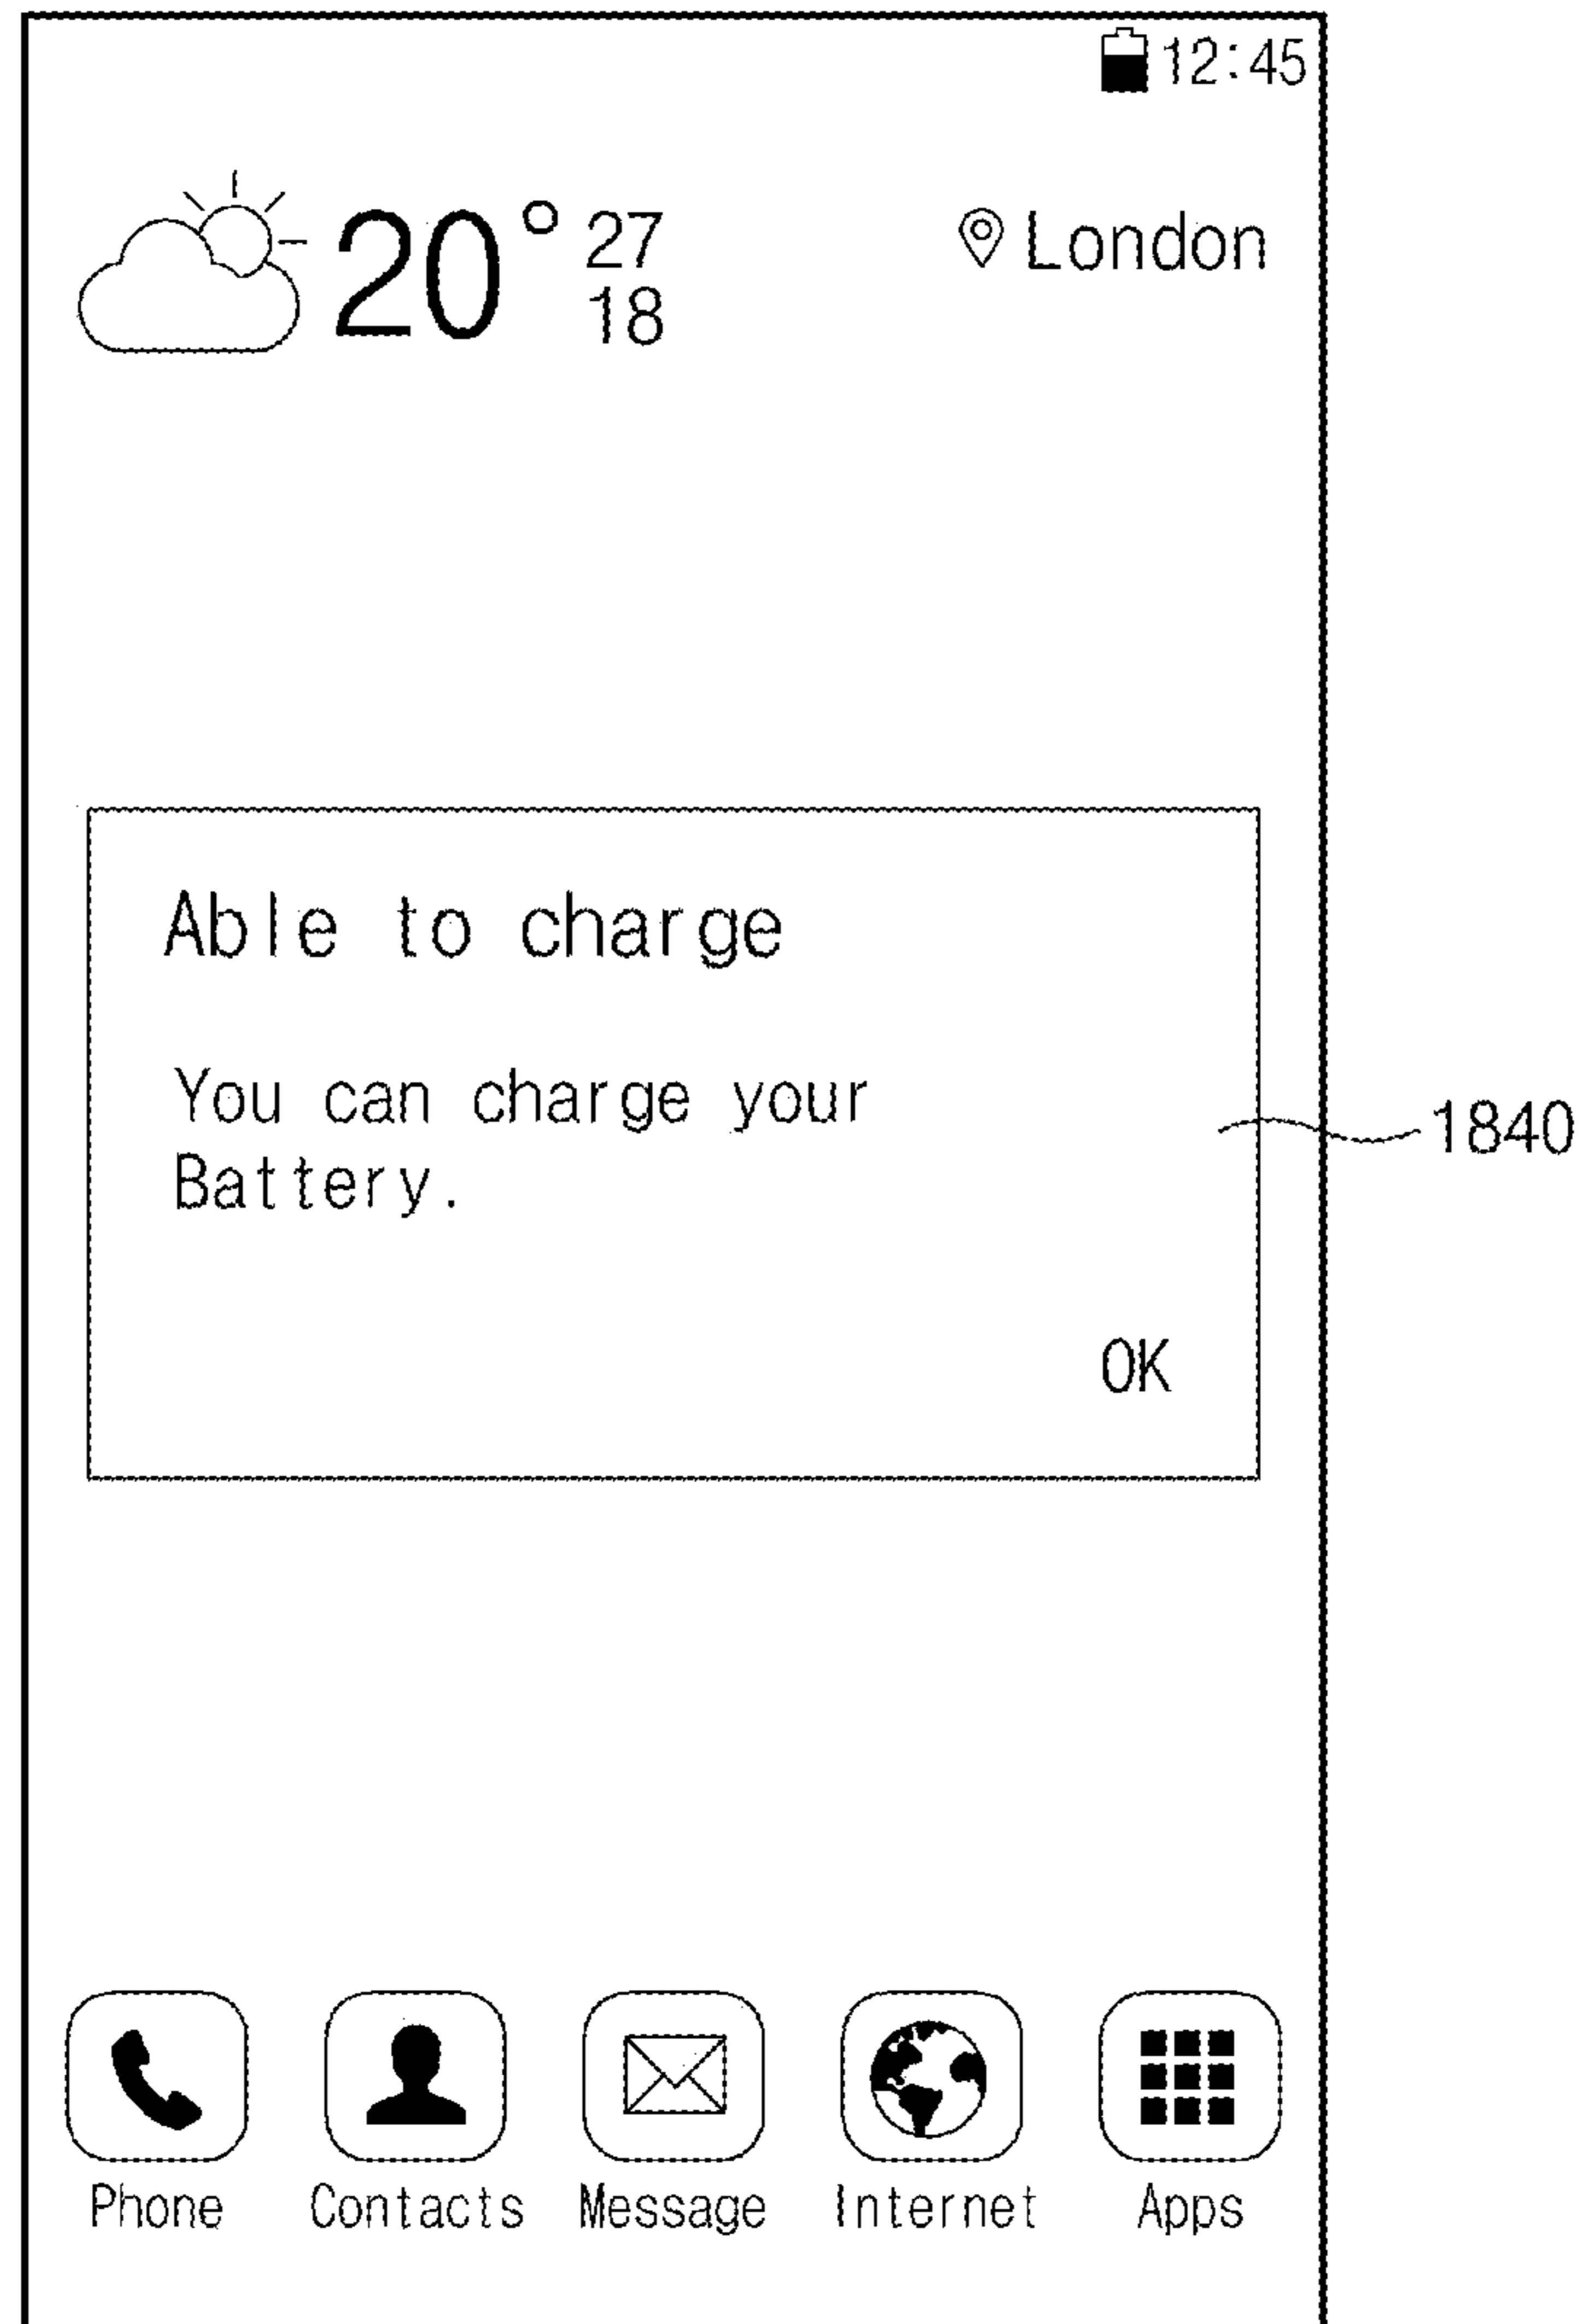 12:45
20° 27
18
London
Able to charge
You can charge your
Battery.
OK
1840
Phone Contacts Message Internet Apps